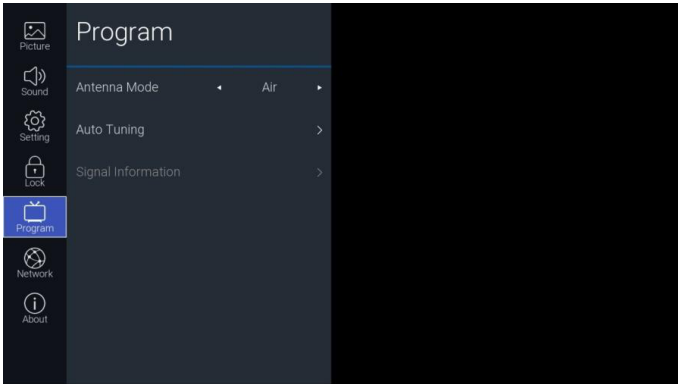 Picture
Sound
Setting
Lock
Program
Network
About
Program
Antenna Mode Air
Auto Tuning
Signal Information